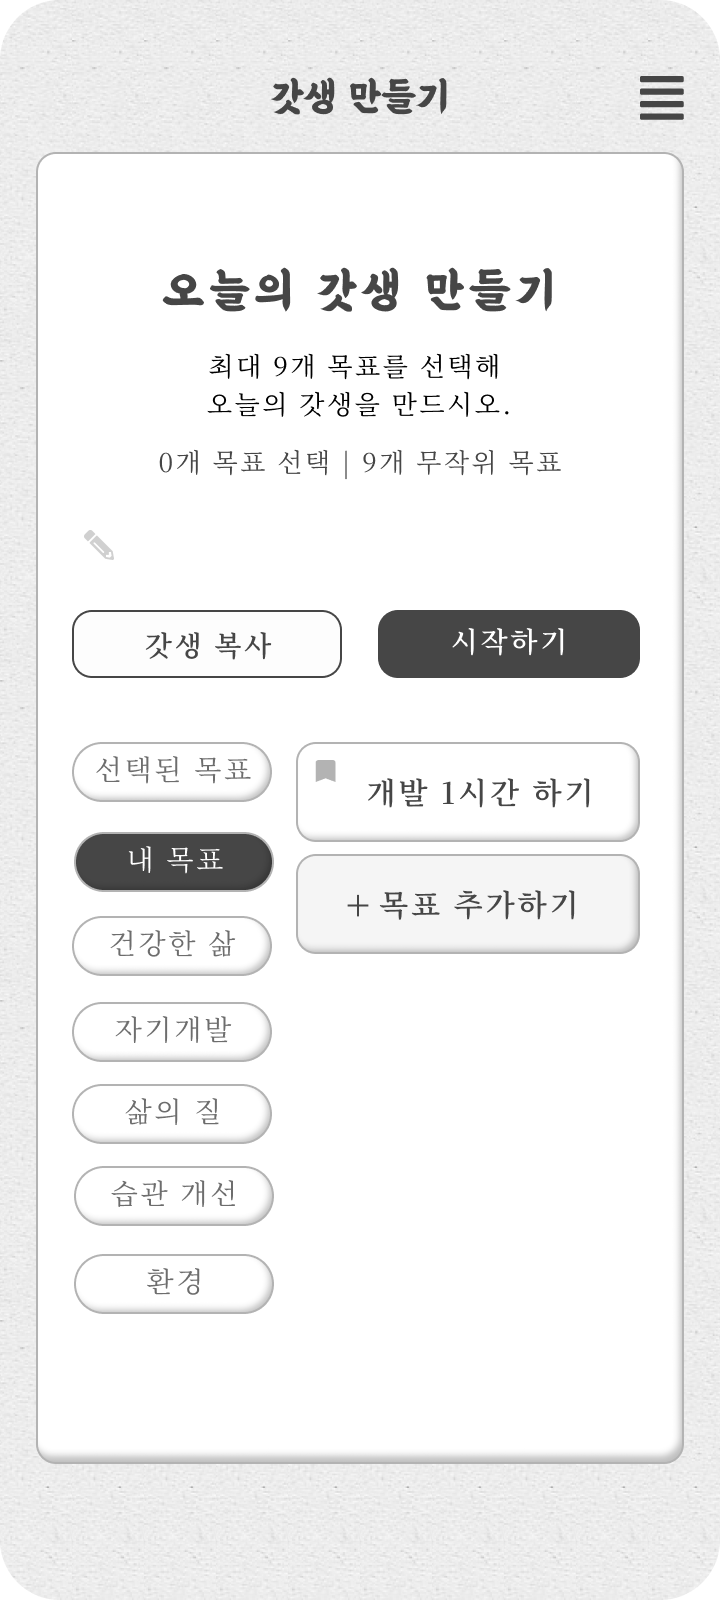 갓생 만들기
오늘의 갓생 만들기
최대 9개 목표를 선택해
오늘의 갓생을 만드시오.
0개 목표 선택 | 9개 무작위 목표
갓생 복사
시작하기
선택된 목표
내 목표
건강한 삶
자기개발
삶의 질
습관 개선
환경
개발 1시간 하기
+ 목표 추가하기